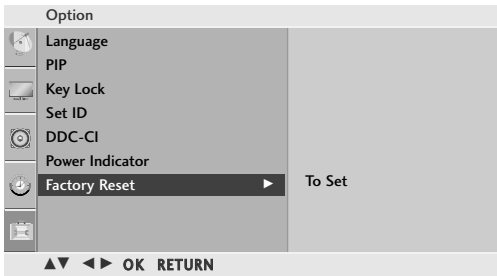 Option
Language
PIP
Key Lock
Set ID
DDC-CI
Power Indicator
Factory Reset ► To Set
▲▼ ◄► OK RETURN